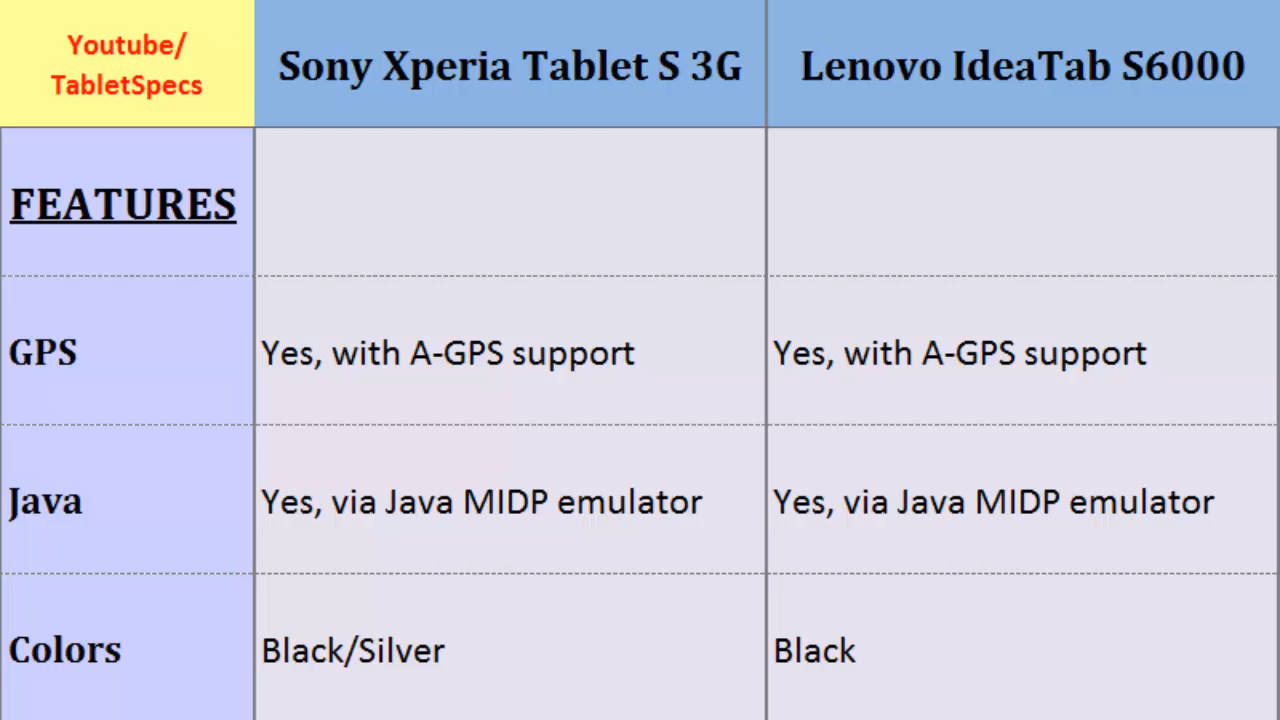 Youtube/
TabletSpecs
Sony Xperia Tablet S 3G
Lenovo IdeaTab S6000
FEATURES
GPS
Yes, with A-GPS support
Yes, with A-GPS support
Java
Yes, via Java MIDP emulator
Yes, via Java MIDP emulator
Colors
Black/Silver
Black